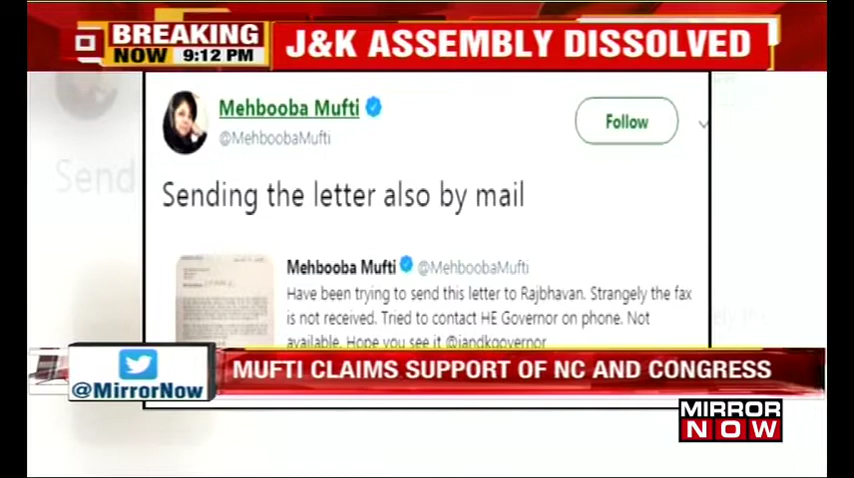 BREAKING
NOW 9:12 PM
J&K ASSEMBLY DISSOLVED
Mehbooba Mufti
@MehboobaMufti
Follow
Send
Sending the letter also by mail
Mehbooba Mufti @MehboobaMufti
Have been trying to send this letter to Rajbhavan. Strangely the fax
is not received. Tried to contact HE Governor on phone. Not
available. Hope you see it @jandkgovernor
MUFTI CLAIMS SUPPORT OF NC AND CONGRESS
@MirrorNow
MIRROR
NOW